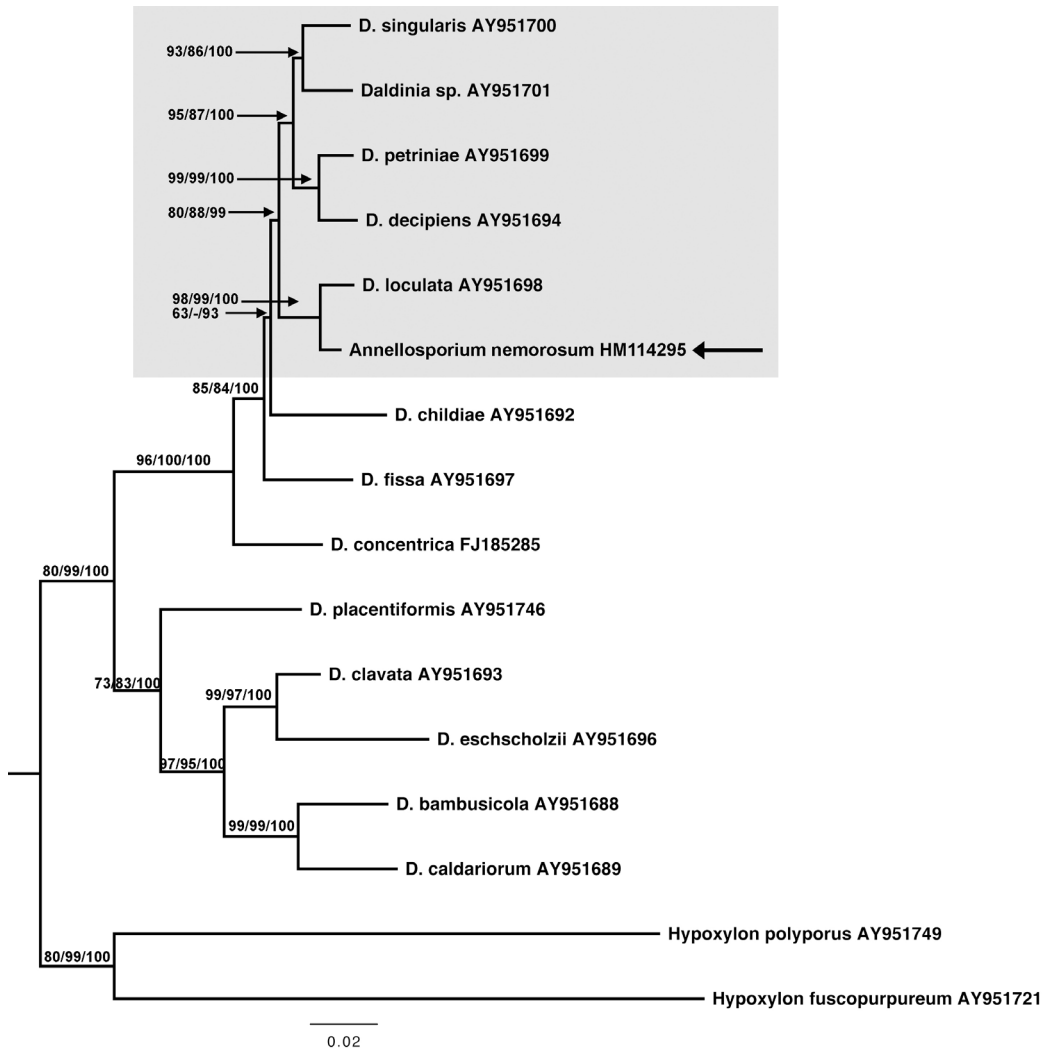 D. singularis AY951700
93/86/100
Daldinia sp. AY951701
95/87/100
D. petriniae AY951699
99/99/100
80/88/99
D. decipiens AY951694
D. loculata AY951698
98/99/100
63/-/93
Annellosporium nemorosum HM114295
85/84/100
D. childiae AY951692
96/100/100
D. fissa AY951697
D. concentrica FJ185285
80/99/100
D. placentiformis AY951746
D. clavata AY951693
73/83/100
99/97/100
D. eschscholzii AY951696
97/95/100
D. bambusicola AY951688
99/99/100
D. caldariorum AY951689
Hypoxylon polyporus AY951749
80/99/100
Hypoxylon fuscopurpureum AY951721
0.02